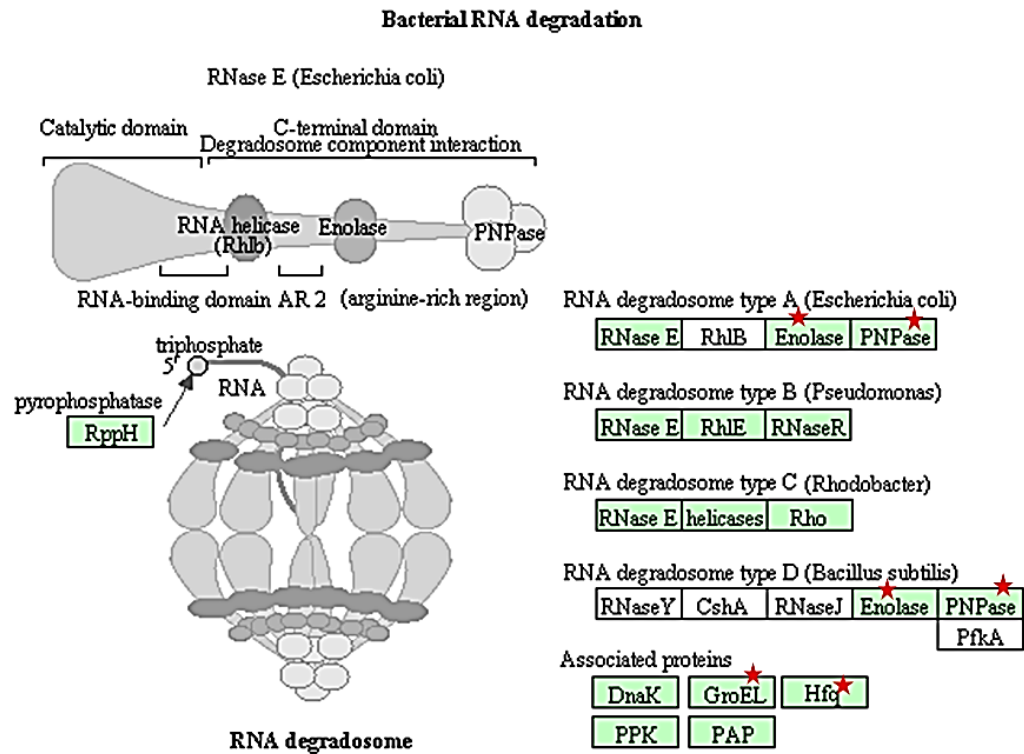 Bacterial RNA degradation
RNase E (Escherichia coli)
Catalytic domain
C-terminal domain
Degradosome component interaction
RNA helicase
(Rhlb)
Enolase
PNPase
RNA-binding domain AR 2 (arginine-rich region)
triphosphate
5'
RNA
pyrophosphatase
RppH
RNA degradosome
RNA degradosome type A (Escherichia coli)
RNase E RhlB Enolase PNPase
RNA degradosome type B (Pseudomonas)
RNase E RhlE RNaseR
RNA degradosome type C (Rhodobacter)
RNase E helicases Rho
RNA degradosome type D (Bacillus subtilis)
RNaseY CshA RNaseJ Enolase PNPase
PfkA
Associated proteins
DnaK GroEL Hfq
PPK PAP